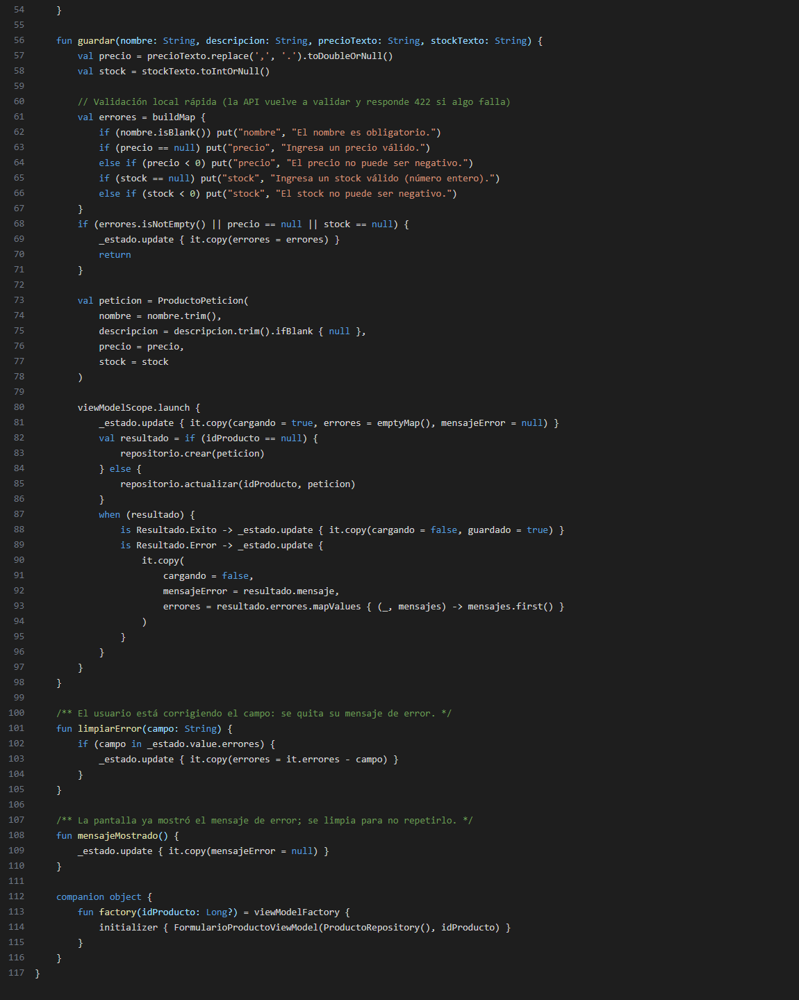 54    }
55
56    fun guardar(nombre: String, descripcion: String, precioTexto: String, stockTexto: String) {
57        val precio = precioTexto.replace(',', '.').toDoubleOrNull()
58        val stock = stockTexto.toIntOrNull()
59
60        // Validación local rápida (la API vuelve a validar y responde 422 si algo falla)
61        val errores = buildMap {
62            if (nombre.isBlank()) put("nombre", "El nombre es obligatorio.")
63            if (precio == null) put("precio", "Ingresa un precio válido.")
64            else if (precio < 0) put("precio", "El precio no puede ser negativo.")
65            if (stock == null) put("stock", "Ingresa un stock válido (número entero).")
66            else if (stock < 0) put("stock", "El stock no puede ser negativo.")
67        }
68        if (errores.isNotEmpty() || precio == null || stock == null) {
69            _estado.update { it.copy(errores = errores) }
70            return
71        }
72
73        val peticion = ProductoPeticion(
74            nombre = nombre.trim(),
75            descripcion = descripcion.trim().ifBlank { null },
76            precio = precio,
77            stock = stock
78        )
79
80        viewModelScope.launch {
81            _estado.update { it.copy(cargando = true, errores = emptyMap(), mensajeError = null) }
82            val resultado = if (idProducto == null) {
83                repositorio.crear(peticion)
84            } else {
85                repositorio.actualizar(idProducto, peticion)
86            }
87            when (resultado) {
88                is Resultado.Exito -> _estado.update { it.copy(cargando = false, guardado = true) }
89                is Resultado.Error -> _estado.update {
90                    it.copy(
91                        cargando = false,
92                        mensajeError = resultado.mensaje,
93                        errores = resultado.errores.mapValues { (_, mensajes) -> mensajes.first() }
94                    )
95                }
96            }
97        }
98    }
99
100    /** El usuario está corrigiendo el campo: se quita su mensaje de error. */
101    fun limpiarError(campo: String) {
102        if (campo in _estado.value.errores) {
103            _estado.update { it.copy(errores = it.errores - campo) }
104        }
105    }
106
107    /** La pantalla ya mostró el mensaje de error; se limpia para no repetirlo. */
108    fun mensajeMostrado() {
109        _estado.update { it.copy(mensajeError = null) }
110    }
111
112    companion object {
113        fun factory(idProducto: Long?) = viewModelFactory {
114            initializer { FormularioProductoViewModel(ProductoRepository(), idProducto) }
115        }
116    }
117 }